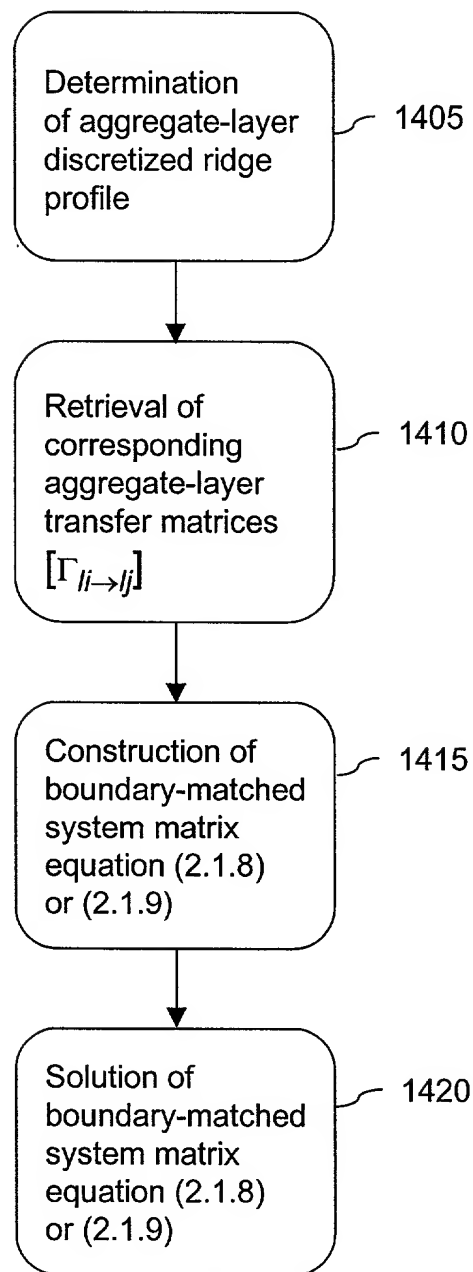 Determination
of aggregate-layer
discretized ridge
profile
1405
Retrieval of
corresponding
aggregate-layer
transfer matrices
[Γli→lj]
1410
Construction of
boundary-matched
system matrix
equation (2.1.8)
or (2.1.9)
1415
Solution of
boundary-matched
system matrix
equation (2.1.8)
or (2.1.9)
1420